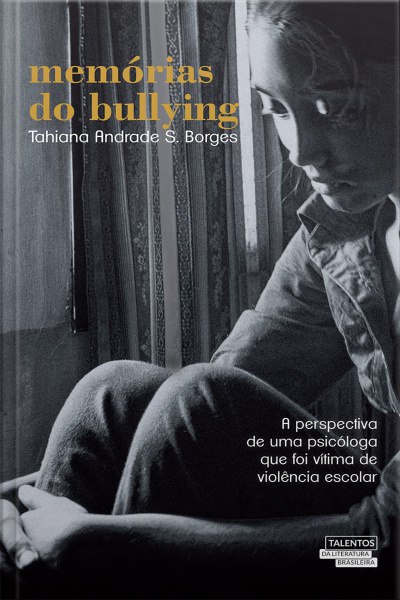 memórias
do bullying
Tahiana Andrade S. Borges
A perspectiva
de uma psicóloga
que foi vítima de
violência escolar
TALENTOS
DA LITERATURA
BRASILEIRA